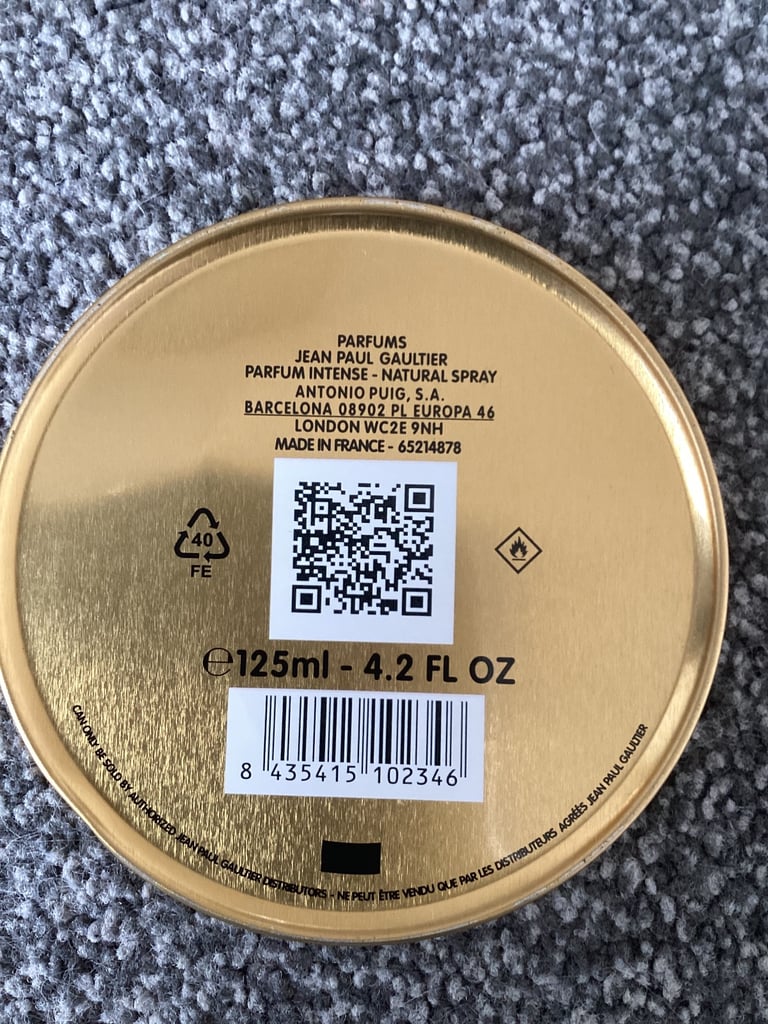 PARFUMS
JEAN PAUL GAULTIER
PARFUM INTENSE - NATURAL SPRAY
ANTONIO PUIG, S.A.
BARCELONA 08902 PL EUROPA 46
LONDON WC2E 9NH
MADE IN FRANCE - 65214878
40
FE
℮125ml - 4.2 FL OZ
8 435415 102346
CAN ONLY BE SOLD BY AUTHORIZED JEAN PAUL GAULTIER DISTRIBUTORS - NE PEUT ÊTRE VENDU QUE PAR LES DISTRIBUTEURS AGRÉÉS JEAN PAUL GAULTIER